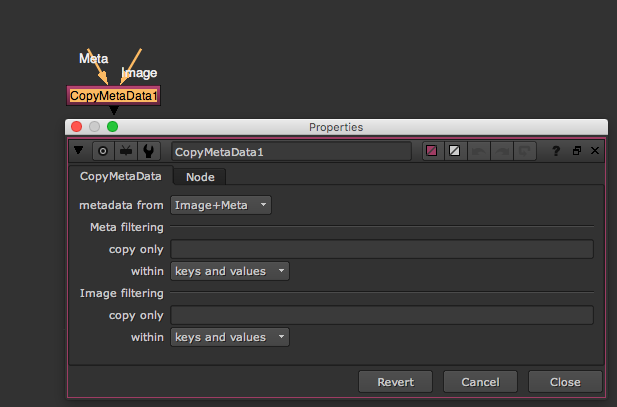 Meta
Image
CopyMetaData1
Properties
CopyMetaData1
?
CopyMetaData Node
metadata from Image+Meta
Meta filtering
copy only
within keys and values
Image filtering
copy only
within keys and values
Revert Cancel Close